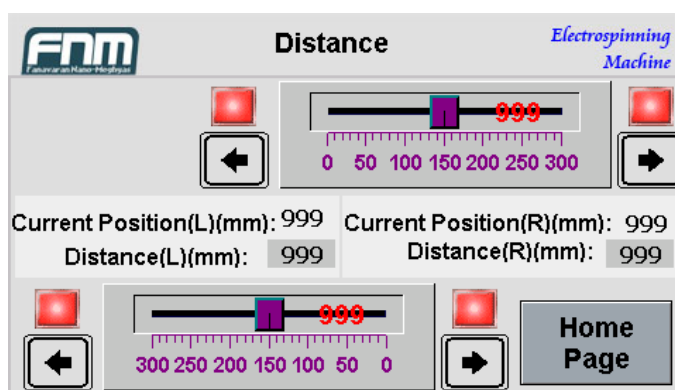 FNM
Fanavaran Nano-Meghyas
Distance
Electrospinning
Machine
999
0 50 100 150 200 250 300
Current Position(L)(mm): 999
Distance(L)(mm): 999
Current Position(R)(mm): 999
Distance(R)(mm): 999
999
300 250 200 150 100 50 0
Home
Page